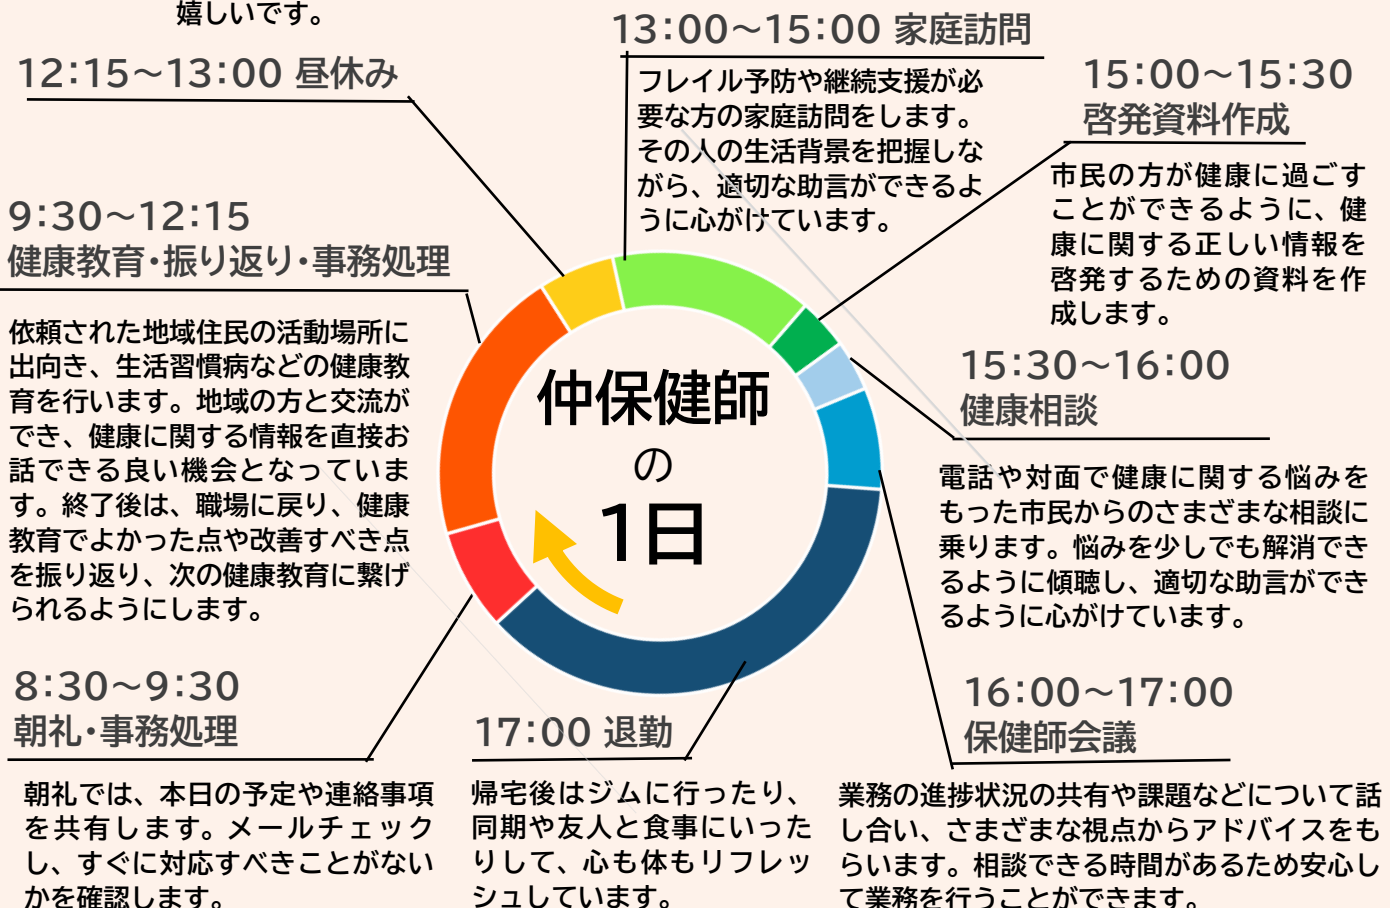 嬉しいです。
12:15～13:00 昼休み
13:00～15:00 家庭訪問
フレイル予防や継続支援が必
要な方の家庭訪問をします。
その人の生活背景を把握しな
がら、適切な助言ができるよ
うに心がけています。
15:00～15:30
啓発資料作成
市民の方が健康に過ごす
ことができるように、健
康に関する正しい情報を
啓発するための資料を作
成します。
9:30～12:15
健康教育・振り返り・事務処理
依頼された地域住民の活動場所に
出向き、生活習慣病などの健康教
育を行います。地域の方と交流が
でき、健康に関する情報を直接お
話できる良い機会となっていま
す。終了後は、職場に戻り、健康
教育でよかった点や改善すべき点
を振り返り、次の健康教育に繋げ
られるようにします。
仲保健師
の
1日
15:30～16:00
健康相談
電話や対面で健康に関する悩みを
もった市民からのさまざまな相談に
乗ります。悩みを少しでも解消でき
るように傾聴し、適切な助言ができ
るように心がけています。
8:30～9:30
朝礼・事務処理
朝礼では、本日の予定や連絡事項
を共有します。メールチェック
し、すぐに対応すべきことがない
かを確認します。
17:00 退勤
帰宅後はジムに行ったり、
同期や友人と食事にいった
りして、心も体もリフレッ
シュしています。
16:00～17:00
保健師会議
業務の進捗状況の共有や課題などについて話
し合い、さまざまな視点からアドバイスをも
らいます。相談できる時間があるため安心し
て業務を行うことができます。